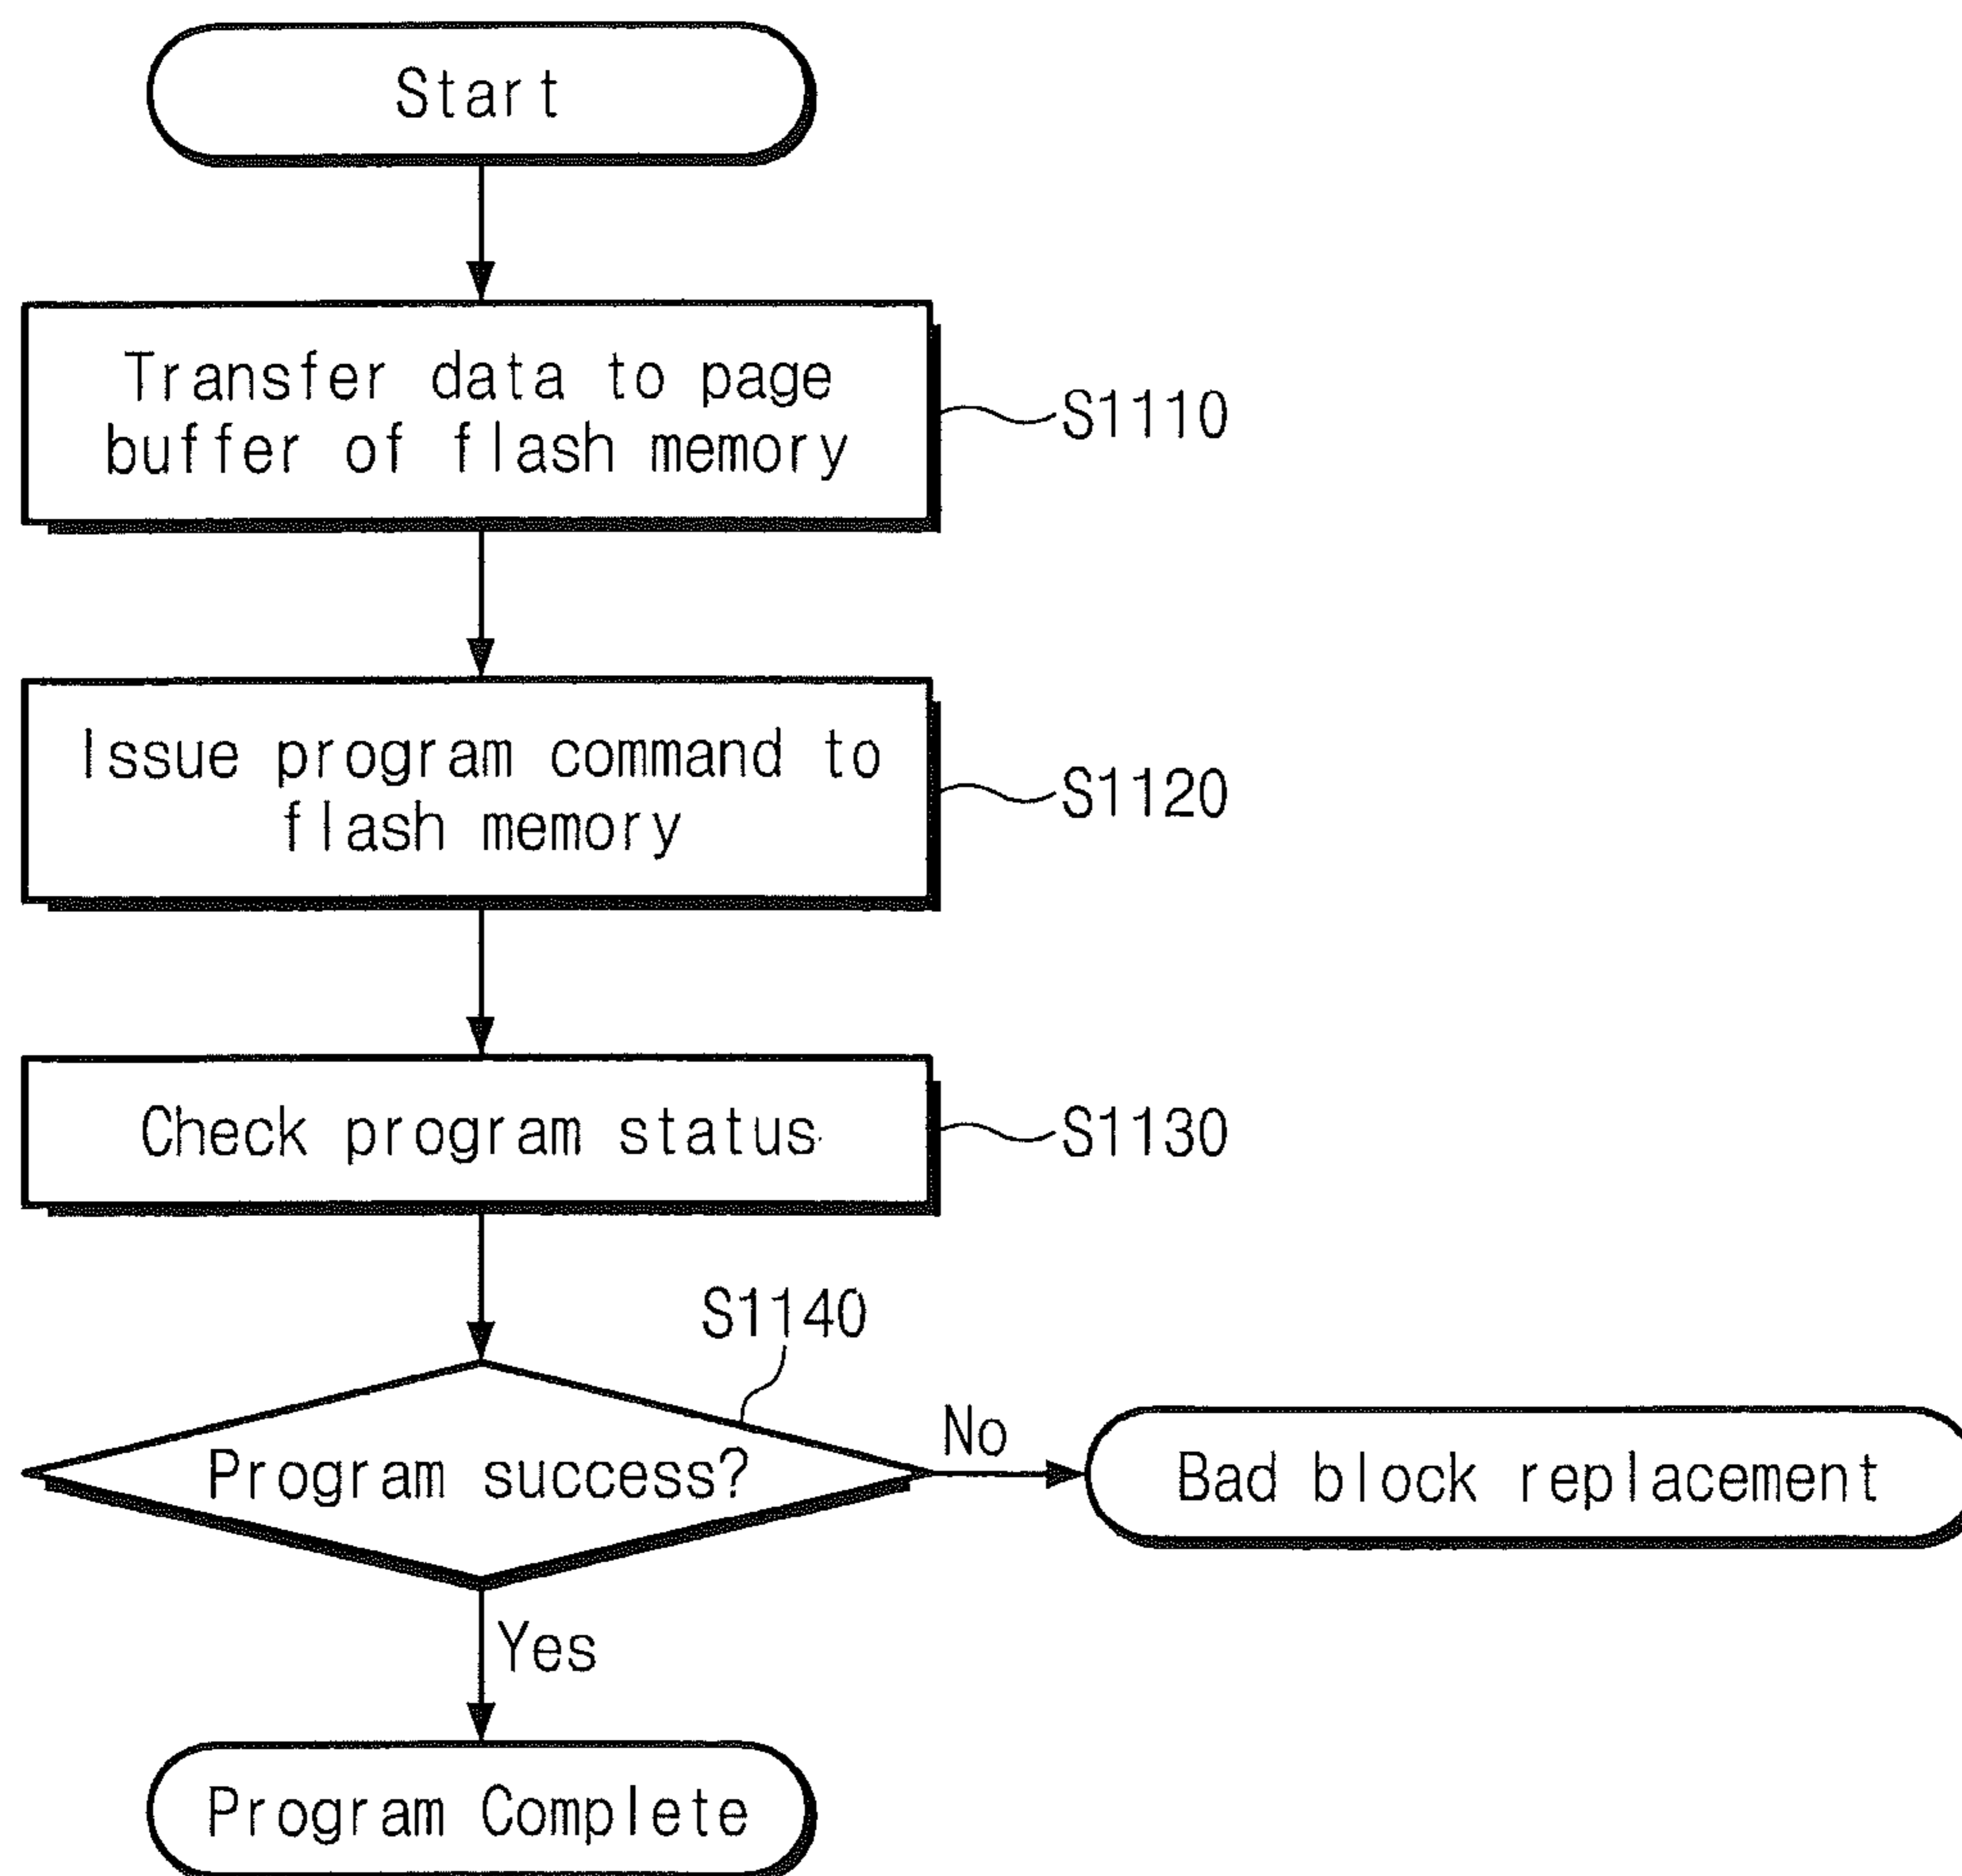 Start
Transfer data to page
buffer of flash memory
S1110
Issue program command to
flash memory
S1120
Check program status
S1130
S1140
Program success?
No
Bad block replacement
Yes
Program Complete